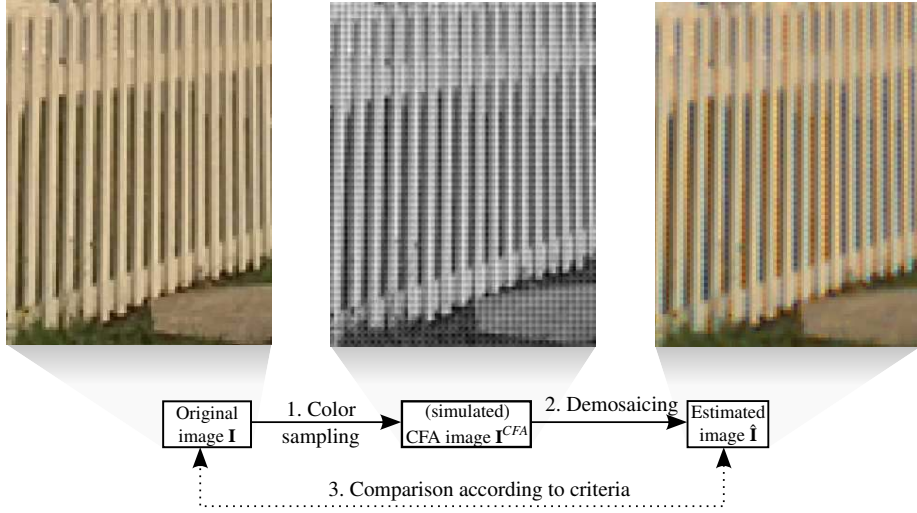 Original
image I
1. Color
sampling
(simulated)
CFA image I^CFA
2. Demosaicing
Estimated
image Î
3. Comparison according to criteria